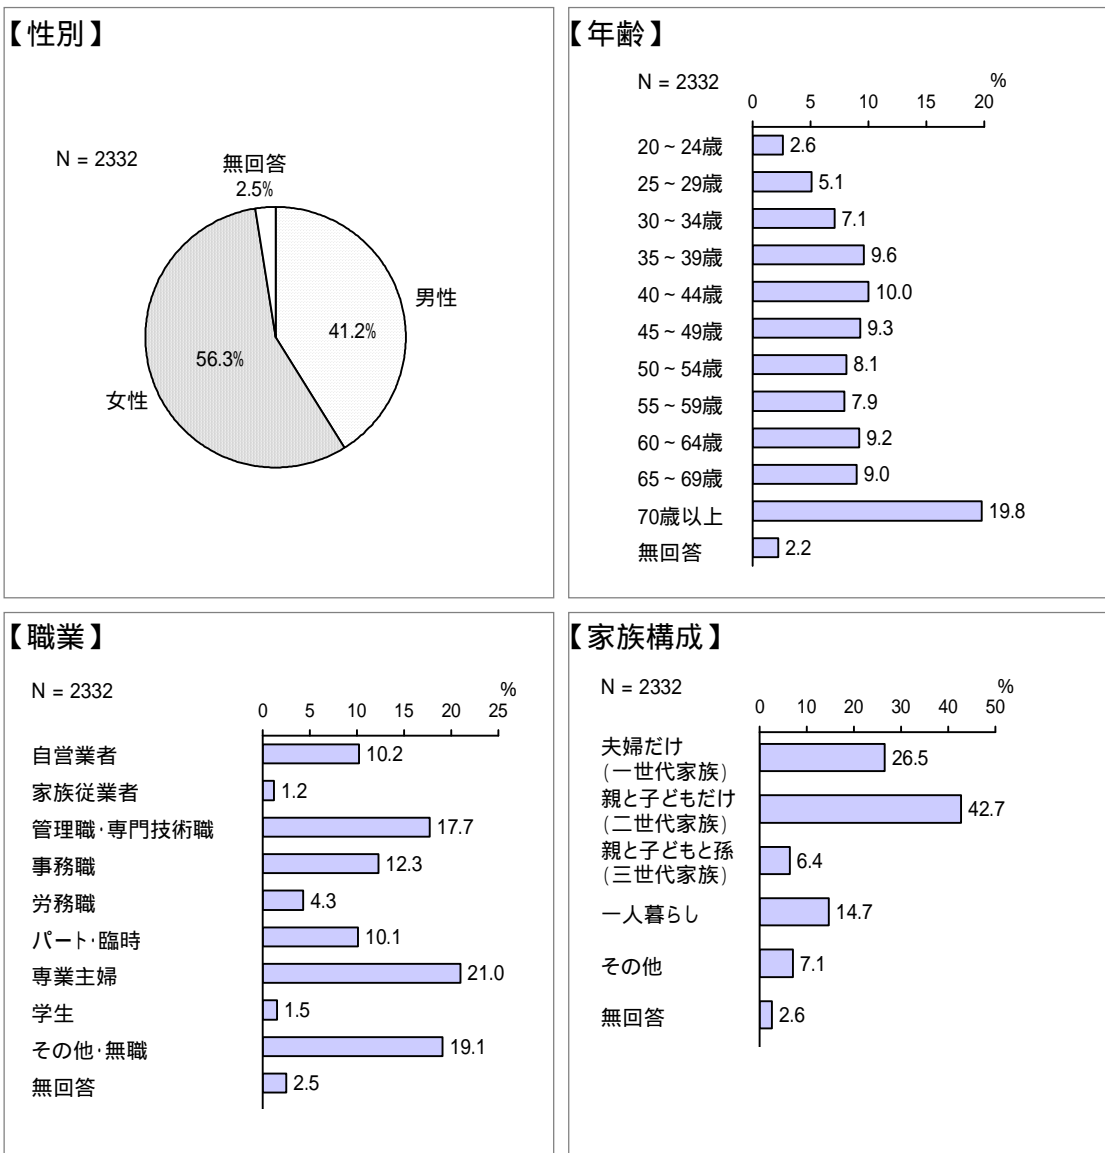 【性別】
N = 2332
無回答
2.5%
男性
41.2%
56.3%
女性
【年齢】
N = 2332
%
0 5 10 15 20
20~24歳 2.6
25~29歳 5.1
30~34歳 7.1
35~39歳 9.6
40~44歳 10.0
45~49歳 9.3
50~54歳 8.1
55~59歳 7.9
60~64歳 9.2
65~69歳 9.0
70歳以上 19.8
無回答 2.2
【職業】
N = 2332
%
0 5 10 15 20 25
自営業者 10.2
家族従業者 1.2
管理職・専門技術職 17.7
事務職 12.3
労務職 4.3
パート・臨時 10.1
専業主婦 21.0
学生 1.5
その他・無職 19.1
無回答 2.5
【家族構成】
N = 2332
%
0 10 20 30 40 50
夫婦だけ
(一世代家族) 26.5
親と子どもだけ
(二世代家族) 42.7
親と子どもと孫
(三世代家族) 6.4
一人暮らし 14.7
その他 7.1
無回答 2.6